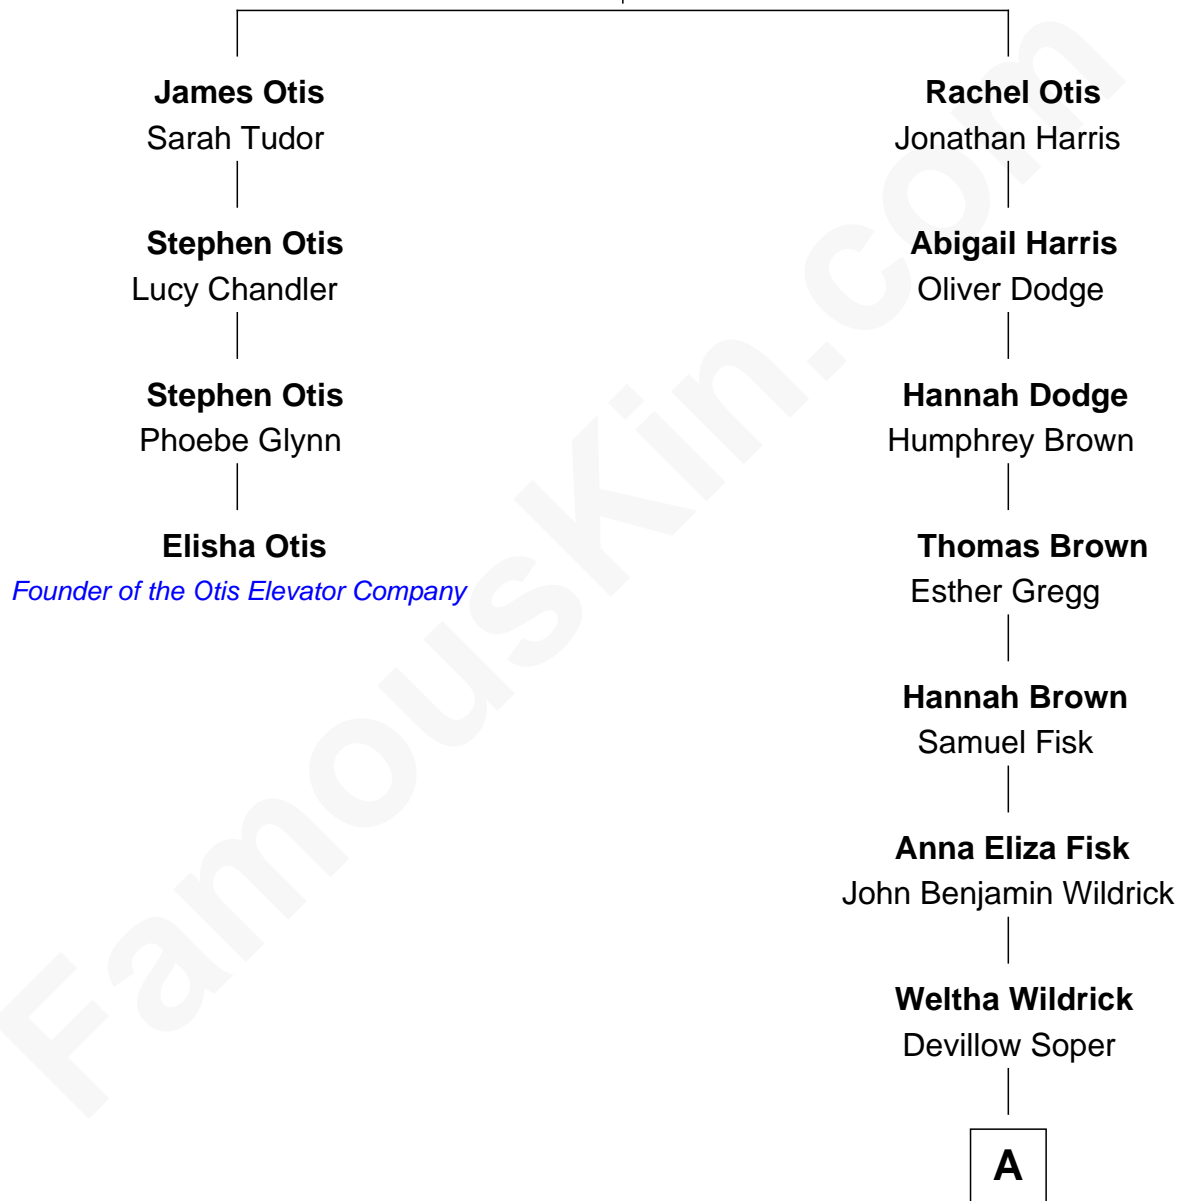 James Otis
Sarah Tudor
Stephen Otis
Lucy Chandler
Stephen Otis
Phoebe Glynn
Elisha Otis
Founder of the Otis Elevator Company
Rachel Otis
Jonathan Harris
Abigail Harris
Oliver Dodge
Hannah Dodge
Humphrey Brown
Thomas Brown
Esther Gregg
Hannah Brown
Samuel Fisk
Anna Eliza Fisk
John Benjamin Wildrick
Weltha Wildrick
Devillow Soper
A
FamousKin.com